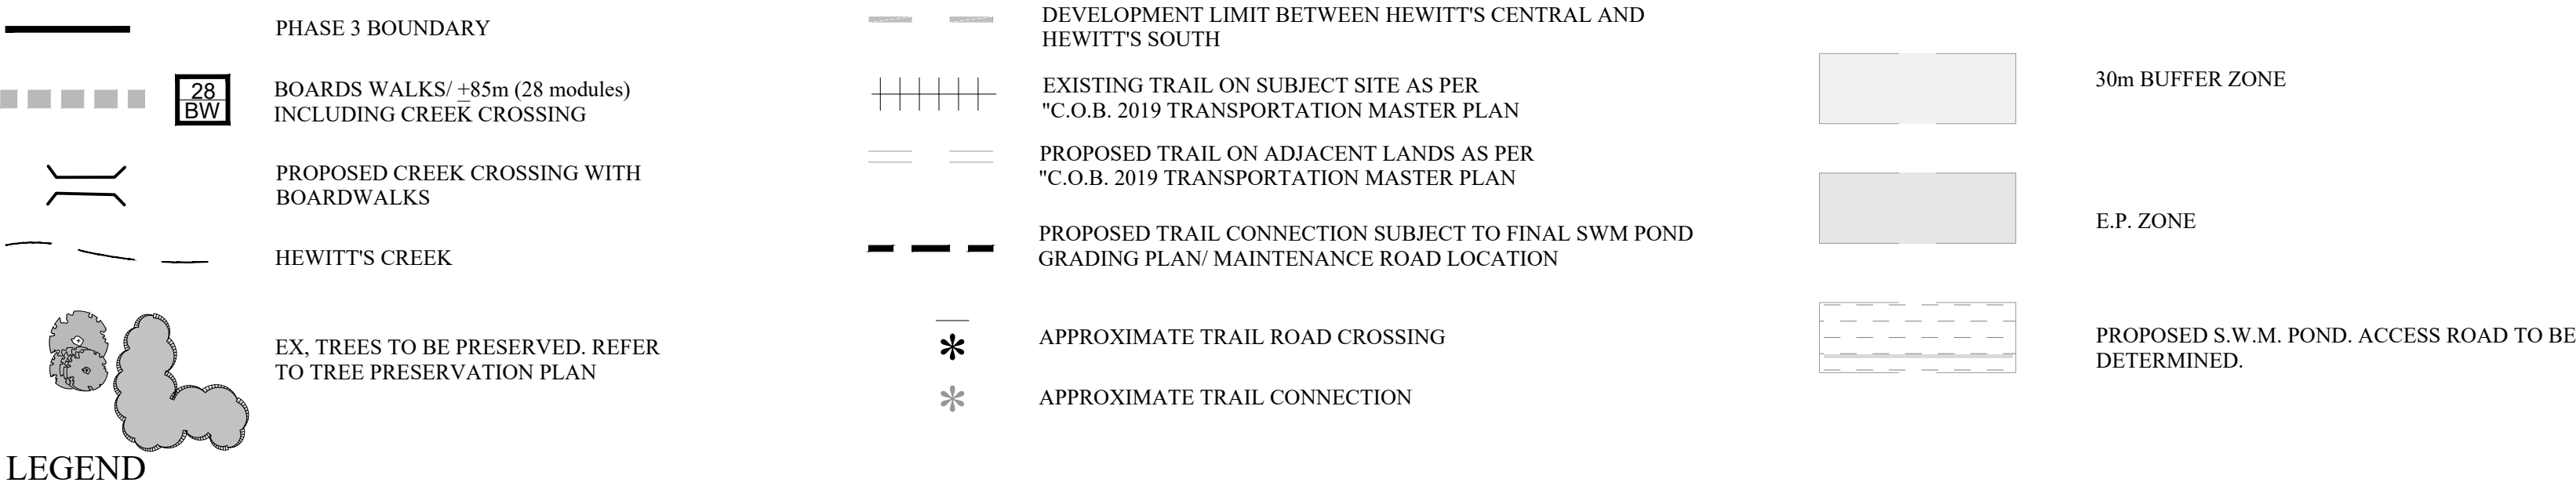 PHASE 3 BOUNDARY
28
BW
BOARDS WALKS/ +85m (28 modules)
INCLUDING CREEK CROSSING
PROPOSED CREEK CROSSING WITH
BOARDWALKS
HEWITT'S CREEK
EX, TREES TO BE PRESERVED. REFER
TO TREE PRESERVATION PLAN
LEGEND
DEVELOPMENT LIMIT BETWEEN HEWITT'S CENTRAL AND
HEWITT'S SOUTH
EXISTING TRAIL ON SUBJECT SITE AS PER
"C.O.B. 2019 TRANSPORTATION MASTER PLAN
PROPOSED TRAIL ON ADJACENT LANDS AS PER
"C.O.B. 2019 TRANSPORTATION MASTER PLAN
PROPOSED TRAIL CONNECTION SUBJECT TO FINAL SWM POND
GRADING PLAN/ MAINTENANCE ROAD LOCATION
APPROXIMATE TRAIL ROAD CROSSING
APPROXIMATE TRAIL CONNECTION
30m BUFFER ZONE
E.P. ZONE
PROPOSED S.W.M. POND. ACCESS ROAD TO BE
DETERMINED.